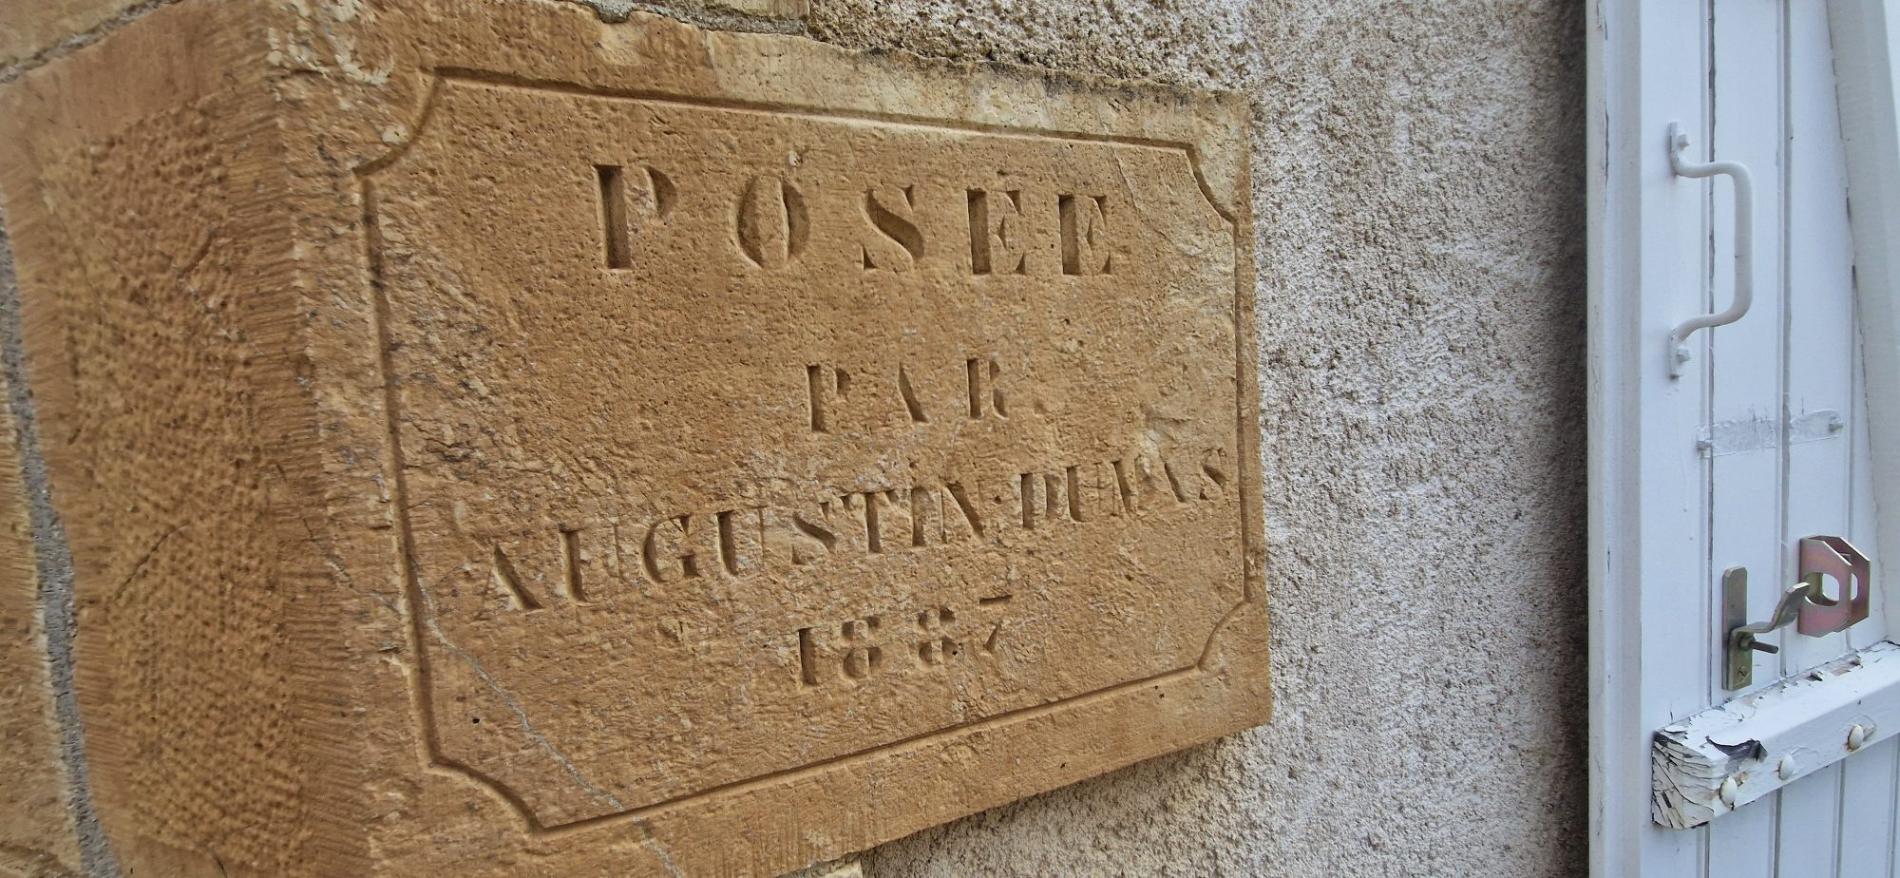 POSÉE
PAR
AUGUSTIN·DUMAS
1887